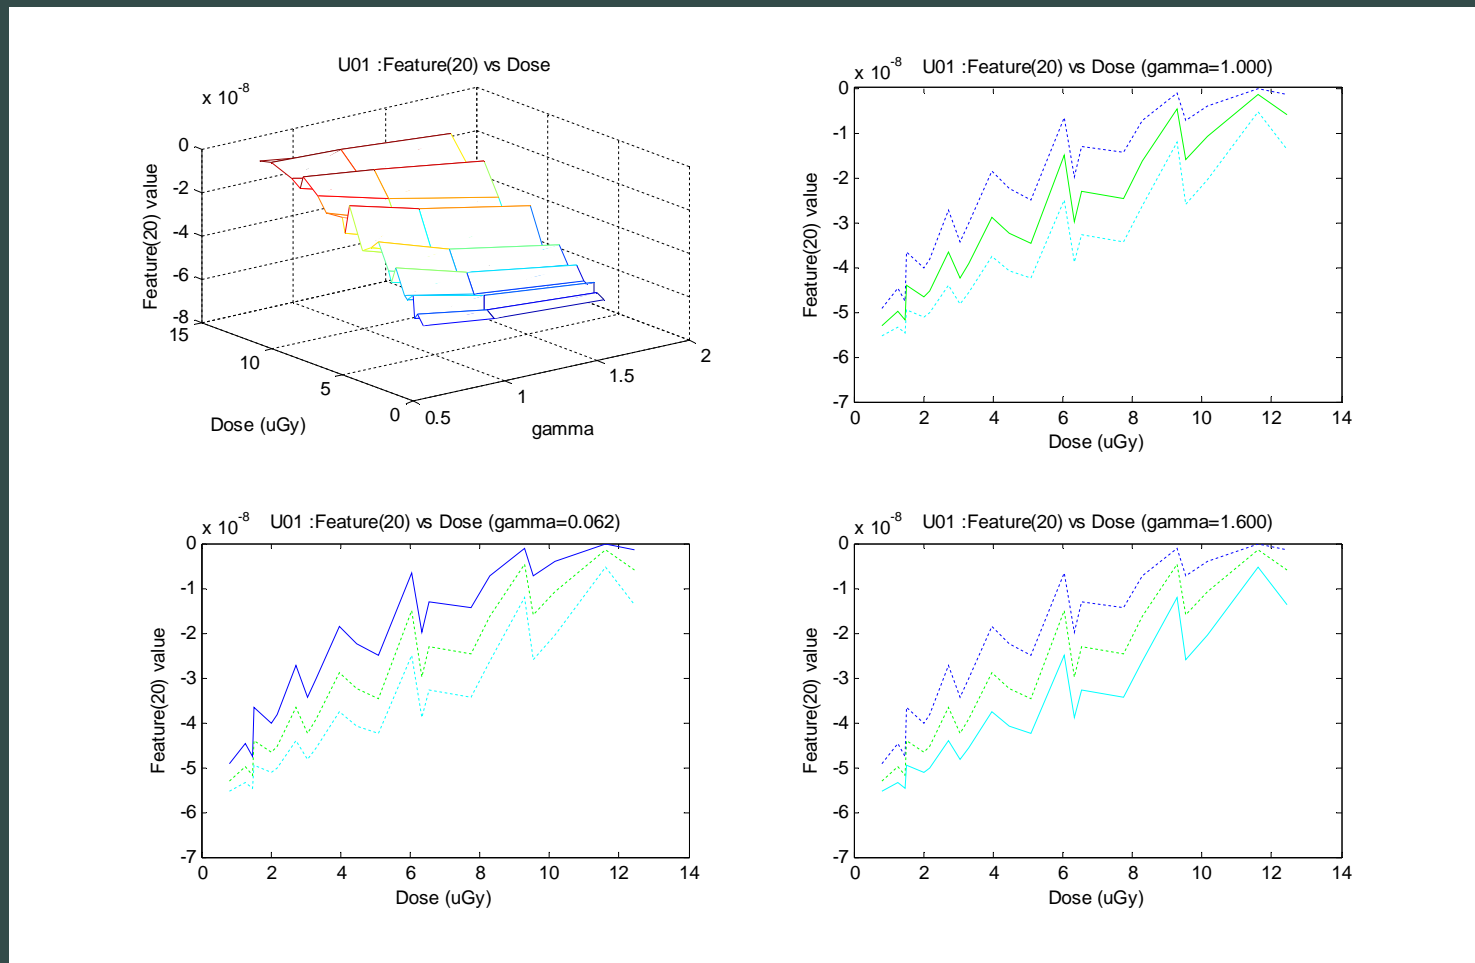 U01 :Feature(20) vs Dose
x 10-8
0
-2
-4
-6
-8
Feature(20) value
15
10
5
0
Dose (uGy)
0.5
1
1.5
2
gamma
x 10-8
U01 :Feature(20) vs Dose (gamma=1.000)
0
-1
-2
-3
-4
-5
-6
-7
Feature(20) value
0 2 4 6 8 10 12 14
Dose (uGy)
x 10-8
U01 :Feature(20) vs Dose (gamma=0.062)
0
-1
-2
-3
-4
-5
-6
-7
Feature(20) value
0 2 4 6 8 10 12 14
Dose (uGy)
x 10-8
U01 :Feature(20) vs Dose (gamma=1.600)
0
-1
-2
-3
-4
-5
-6
-7
Feature(20) value
0 2 4 6 8 10 12 14
Dose (uGy)